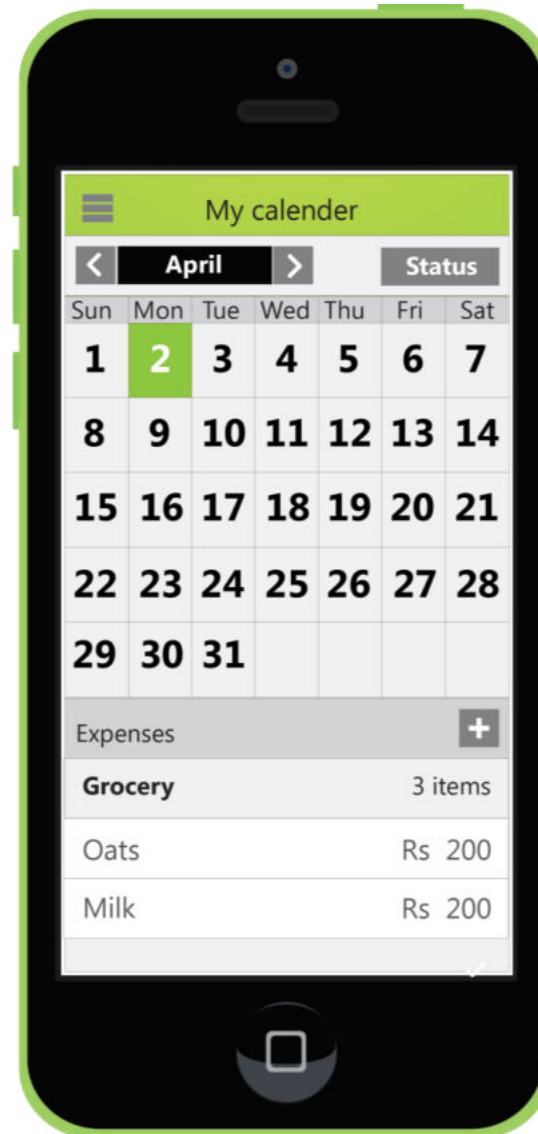 My calender
< April > Status
Sun Mon Tue Wed Thu Fri Sat
1 2 3 4 5 6 7
8 9 10 11 12 13 14
15 16 17 18 19 20 21
22 23 24 25 26 27 28
29 30 31
Expenses +
Grocery 3 items
Oats Rs 200
Milk Rs 200